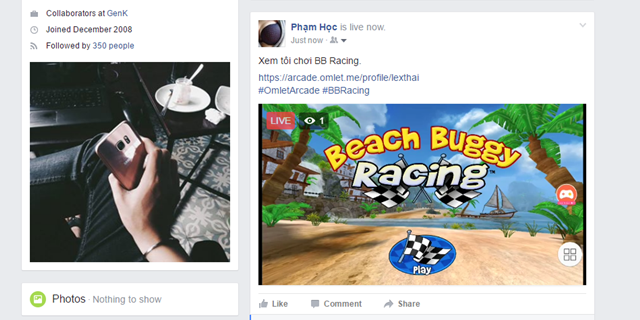 Collaborators at GenK
Joined December 2008
Followed by 350 people
Photos · Nothing to show
Phạm Học is live now.
Just now ·
Xem tôi chơi BB Racing.
https://arcade.omlet.me/profile/lexthai
#OmletArcade #BBRacing
LIVE 1
Beach Buggy
Racing™
Play
Like Comment Share